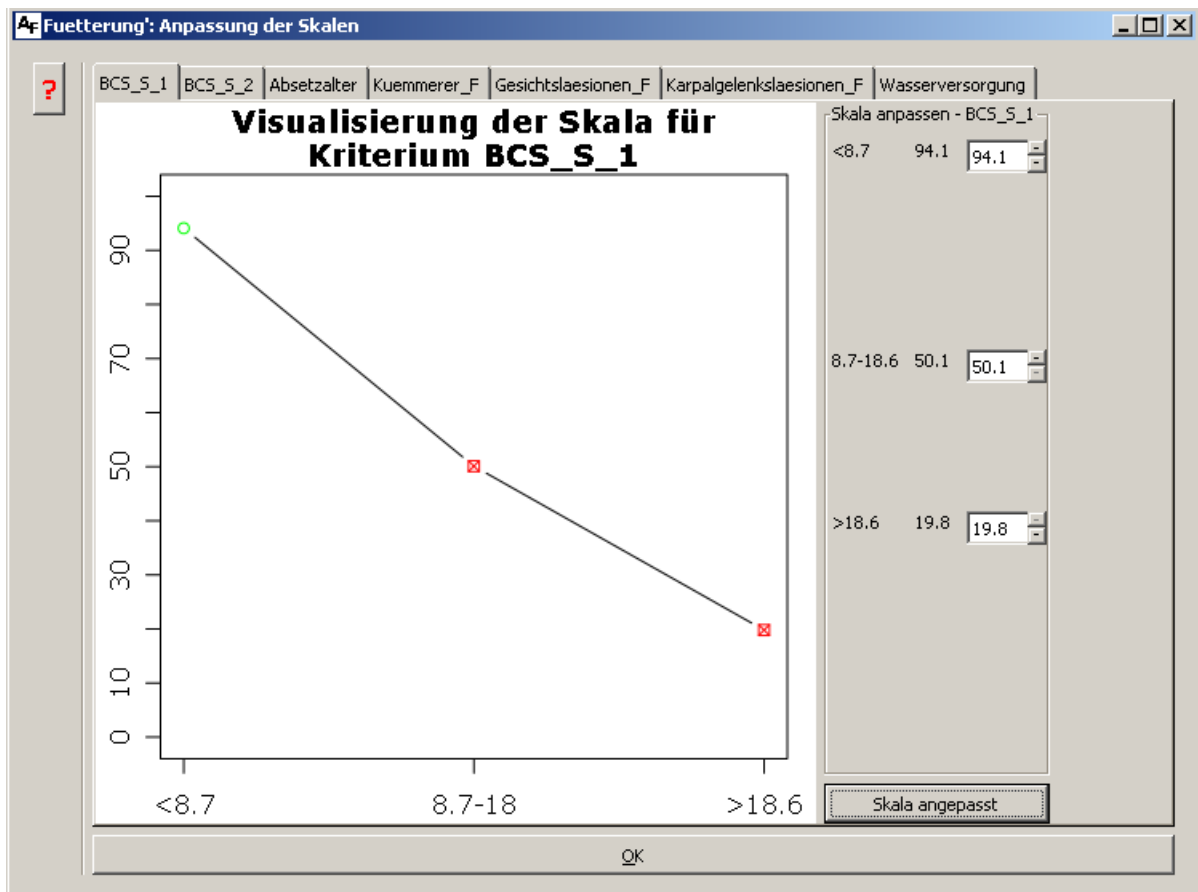 AF Fuetterung': Anpassung der Skalen
?
BCS_S_1 BCS_S_2 Absetzalter Kuemmerer_F Gesichtslaesionen_F Karpalgelenkslaesionen_F Wasserversorgung
Visualisierung der Skala für
Kriterium BCS_S_1
90
70
50
30
10
0
<8.7 8.7-18 >18.6
Skala anpassen - BCS_S_1
<8.7 94.1 94.1
8.7-18.6 50.1 50.1
>18.6 19.8 19.8
Skala angepasst
OK